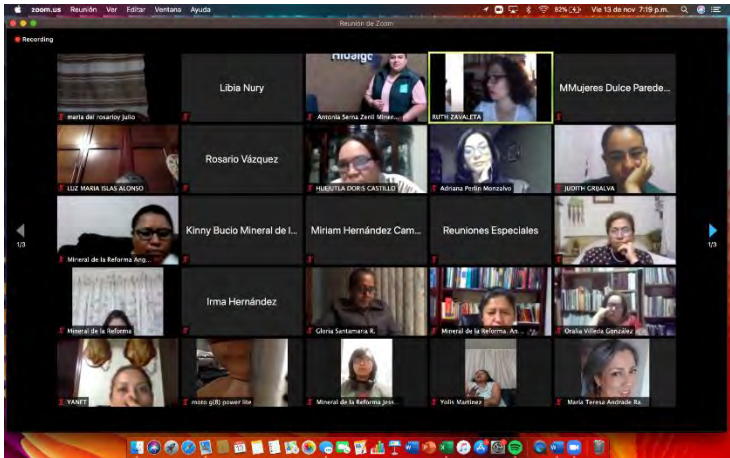 zoom.us Reunión Ver Editar Ventana Ayuda
82% Vie 13 de nov 7:19 p.m.
Reunión de Zoom
Recording
Hidalgo
maria del rosarioy julio
Libia Nury
Antonia Serna Zenil Miner...
RUTH ZAVALETA
MMujeres Dulce Parede...
LUZ MARIA ISLAS ALONSO
Rosario Vázquez
HUEJUTLA DORIS CASTILLO
Adriana Perlin Monzalvo
JUDITH GRIJALVA
1/3
Mineral de la Reforma Ang...
Kinny Bucio Mineral de l...
Miriam Hernández Cam...
Reuniones Especiales
1/3
Mineral de la Reforma
Irma Hernández
Gloria Santamaria R.
Mineral de la Reforma. An...
Oralia Villeda González
YANET
moto g(8) power lite
Mineral de la Reforma Jess...
Yolis Martinez
María Teresa Andrade Ra...